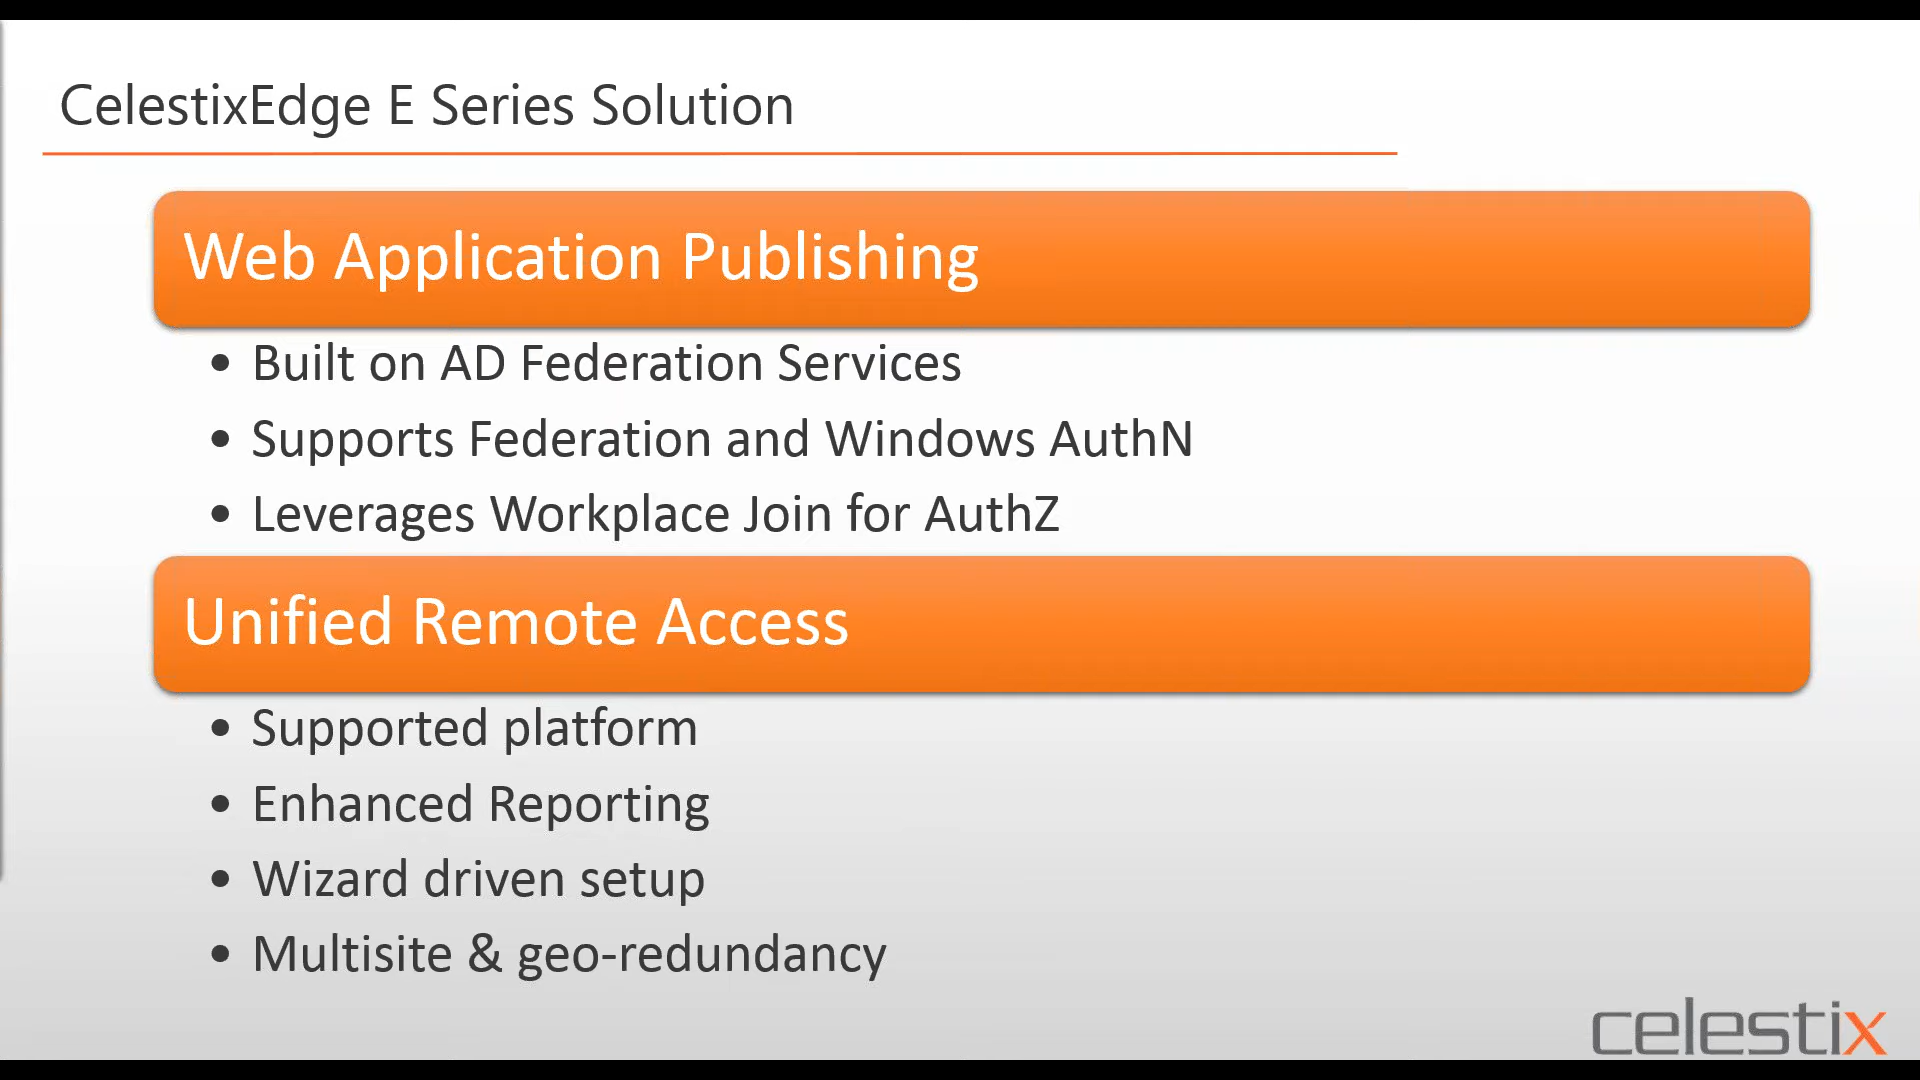 CelestixEdge E Series Solution
Web Application Publishing
• Built on AD Federation Services
• Supports Federation and Windows AuthN
• Leverages Workplace Join for AuthZ
Unified Remote Access
• Supported platform
• Enhanced Reporting
• Wizard driven setup
• Multisite & geo-redundancy
celestix